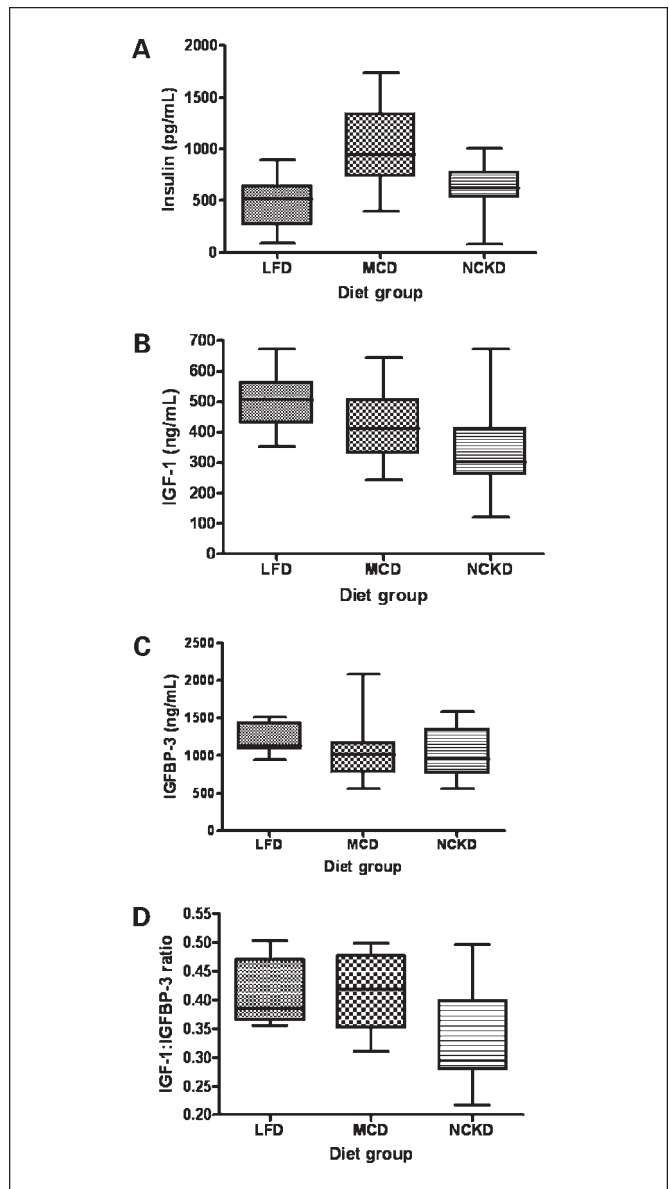 A
Insulin (pg/mL)
2000
1500
1000
500
0
LFD MCD NCKD
Diet group
B
IGF-1 (ng/mL)
700
600
500
400
300
200
100
0
LFD MCD NCKD
Diet group
C
IGFBP-3 (ng/mL)
2500
2000
1500
1000
500
0
LFD MCD NCKD
Diet group
D
IGF-1:IGFBP-3 ratio
0.55
0.50
0.45
0.40
0.35
0.30
0.25
0.20
LFD MCD NCKD
Diet group